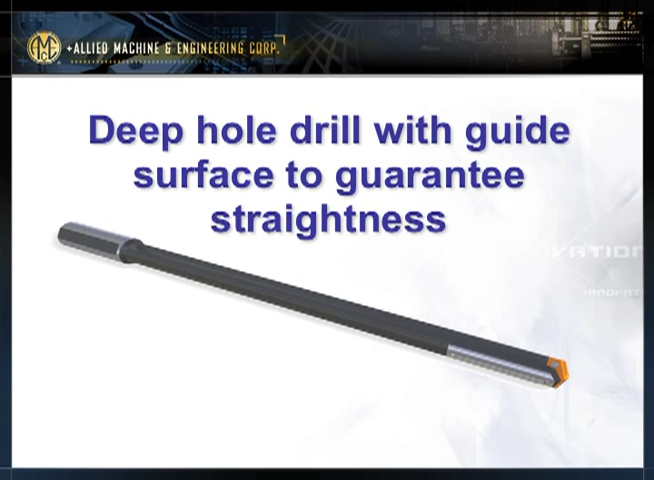 +ALLIED MACHINE & ENGINEERING CORP.
Deep hole drill with guide
surface to guarantee
straightness